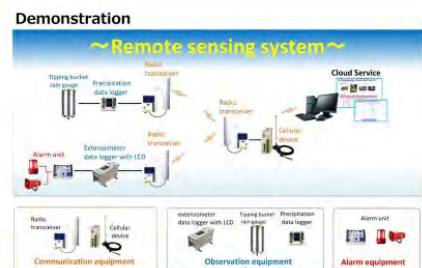 Demonstration
～Remote sensing system～
Radio
transceiver
Tipping bucket
rain gauge
Precipitation
data logger
Cloud Service
Radio
transceiver
Cellular
device
Radio
transceiver
Alarm unit
Extensometer
data logger with LCD
Radio
transceiver
Cellular
device
Communication equipment
extensometer
data logger with LCD
Tipping bucket
rain-gauge
Precipitation
data logger
Observation equipment
Alarm unit
Alarm equipment